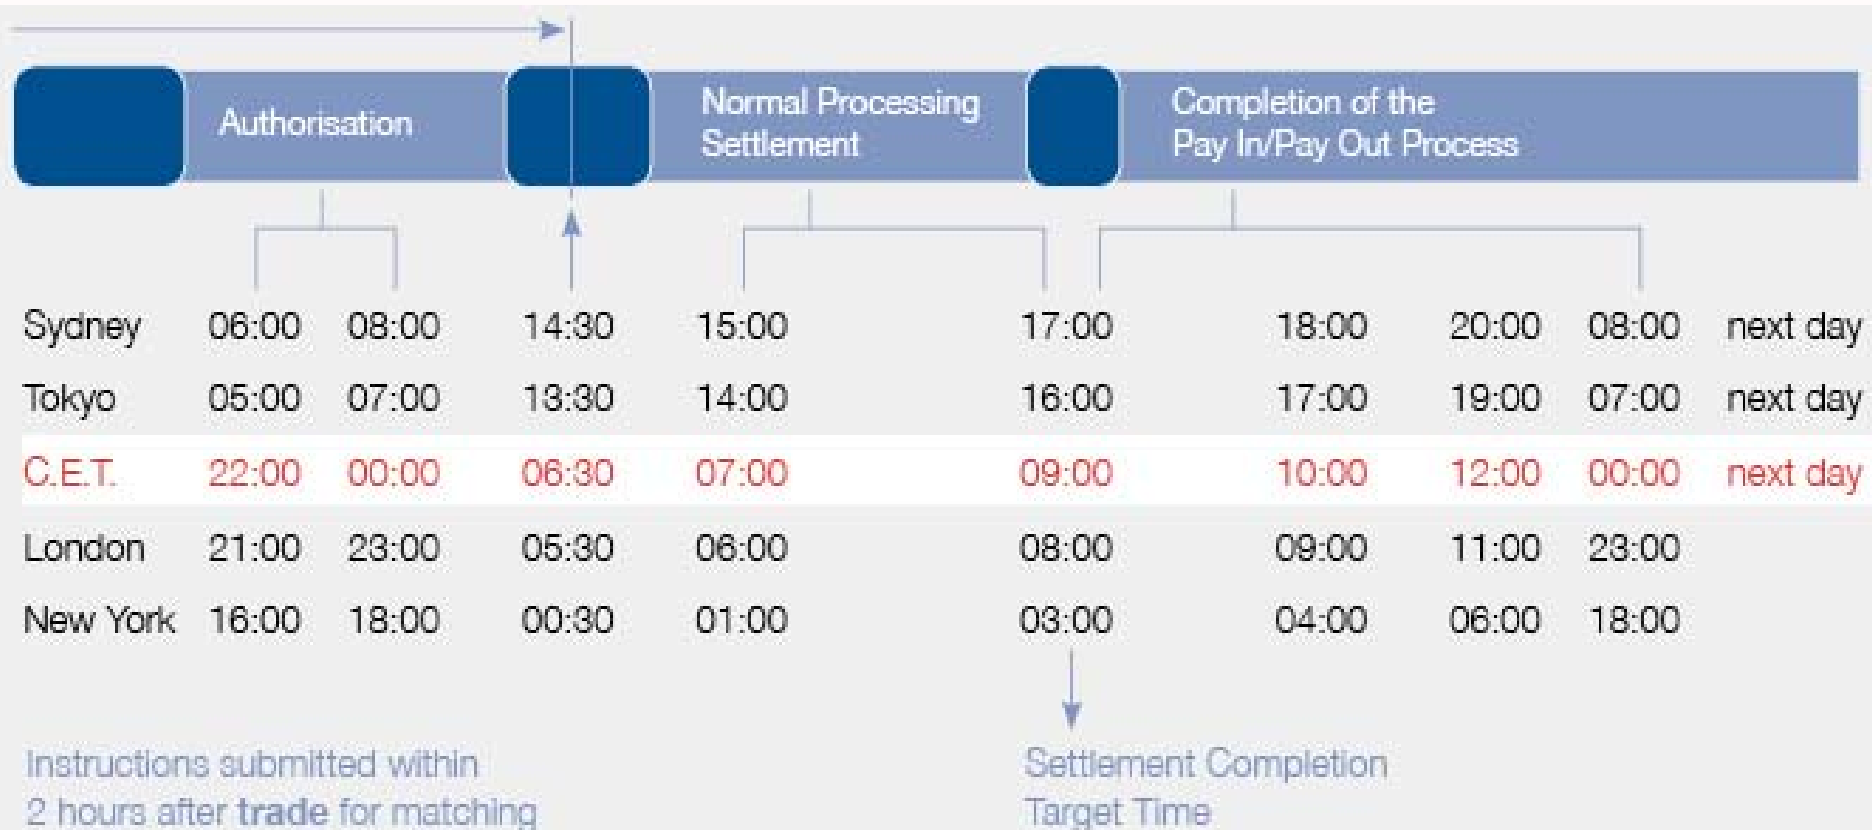 Authorisation
Normal Processing
Settlement
Completion of the
Pay In/Pay Out Process
Sydney 06:00 08:00 14:30 15:00 17:00 18:00 20:00 08:00 next day
Tokyo 05:00 07:00 13:30 14:00 16:00 17:00 19:00 07:00 next day
C.E.T. 22:00 00:00 06:30 07:00 09:00 10:00 12:00 00:00 next day
London 21:00 23:00 05:30 06:00 08:00 09:00 11:00 23:00
New York 16:00 18:00 00:30 01:00 03:00 04:00 06:00 18:00
Instructions submitted within
2 hours after trade for matching
Settlement Completion
Target Time